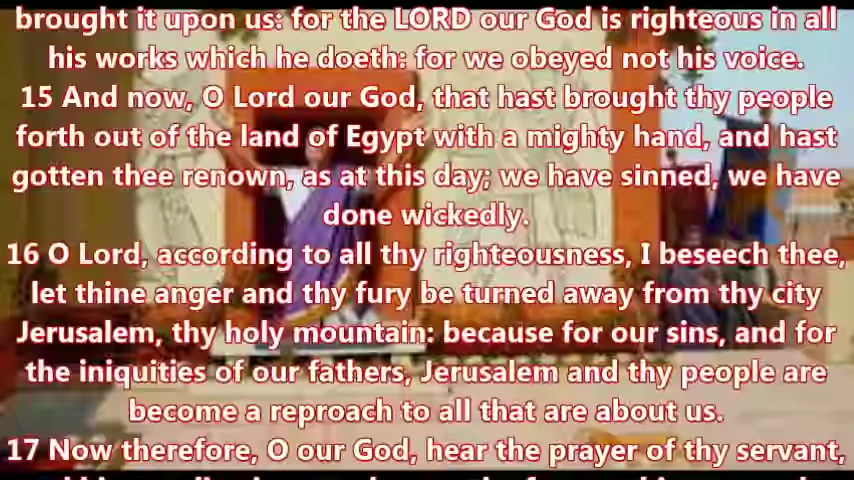 brought it upon us: for the LORD our God is righteous in all
his works which he doeth: for we obeyed not his voice.
15 And now, O Lord our God, that hast brought thy people
forth out of the land of Egypt with a mighty hand, and hast
gotten thee renown, as at this day; we have sinned, we have
done wickedly.
16 O Lord, according to all thy righteousness, I beseech thee,
let thine anger and thy fury be turned away from thy city
Jerusalem, thy holy mountain: because for our sins, and for
the iniquities of our fathers, Jerusalem and thy people are
become a reproach to all that are about us.
17 Now therefore, O our God, hear the prayer of thy servant,